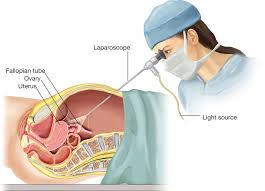 Laparoscope
Fallopian tube
Ovary
Uterus
Light source